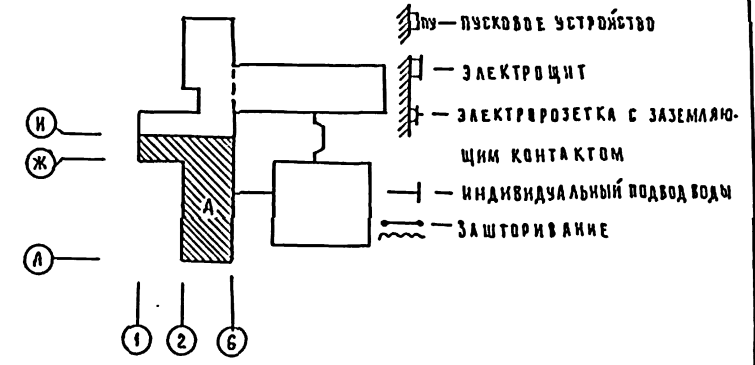 ПУ — ПУСКОВОЕ УСТРОЙСТВО
— ЭЛЕКТРОЩИТ
— ЭЛЕКТРОРОЗЕТКА С ЗАЗЕМЛЯЮ-
ЩИМ КОНТАКТОМ
— ИНДИВИДУАЛЬНЫЙ ПОДВОД ВОДЫ
— ЗАШТОРИВАНИЕ
И
Ж
А
Л
1 2 6